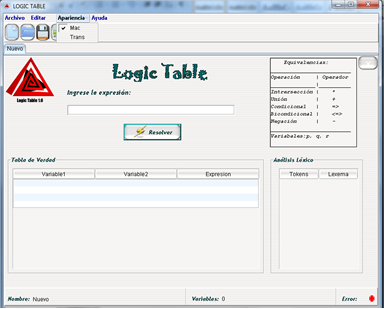 LOGIC TABLE
Archivo Editar Apariencia Ayuda
Mac
Trans
Nuevo
Logic Table
Logic Table 1.0
Ingrese la expresión:
Resolver
Equivalencias:
Operación | Operador
Intersección | *
Unión | +
Condicional | =>
Bicondicional | <=>
Negación | -
Variables:p, q, r
Tabla de Verdad
Variable1 Variable2 Expresion
Análisis Léxico
Tokens Lexema
Nombre: Nuevo Variables: 0 Error: